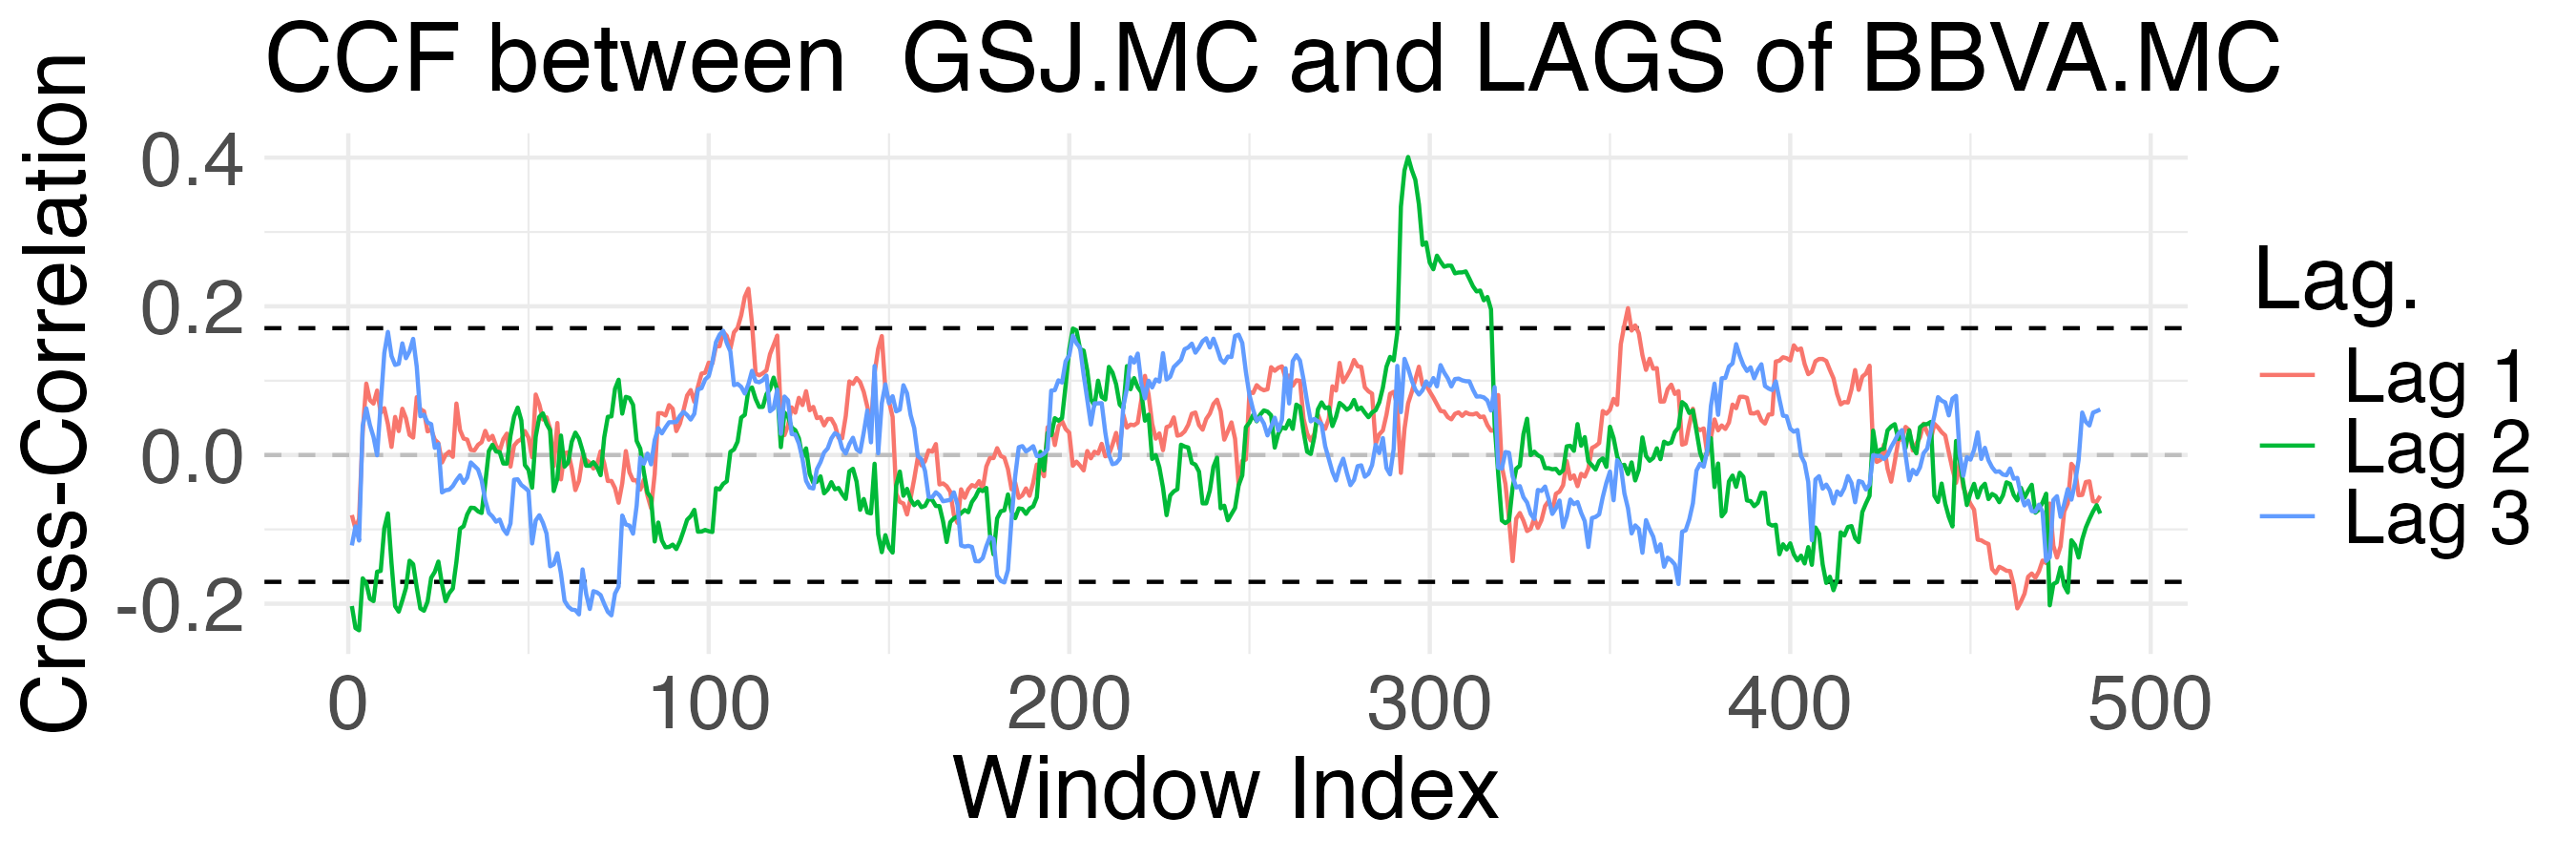 CCF between  GSJ.MC and LAGS of BBVA.MC
Cross-Correlation
0.4
0.2
0.0
-0.2
0 100 200 300 400 500
Window Index
Lag.
Lag 1
Lag 2
Lag 3